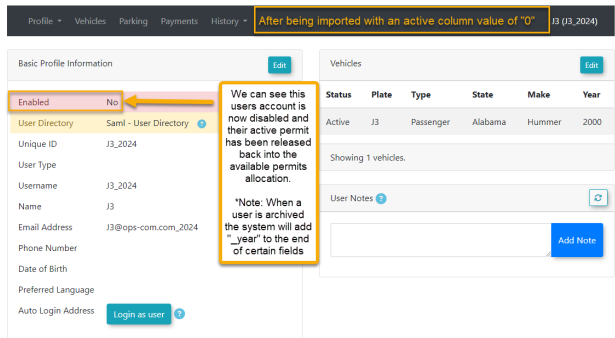 Profile Vehicles Parking Payments History After being imported with an active column value of "0" J3 (J3_2024)
Basic Profile Information Edit
Enabled No
User Directory Saml - User Directory ?
Unique ID J3_2024
User Type
Username J3_2024
Name J3
Email Address J3@ops-com.com_2024
Phone Number
Date of Birth
Preferred Language
Auto Login Address Login as user ?
We can see this
users account is
now disabled and
their active permit
has been released
back into the
available permits
allocation.
*Note: When a
user is archived
the system will add
"_year" to the end
of certain fields
Vehicles Edit
Status Plate Type State Make Year
Active J3 Passenger Alabama Hummer 2000
Showing 1 vehicles.
User Notes ?
Add Note